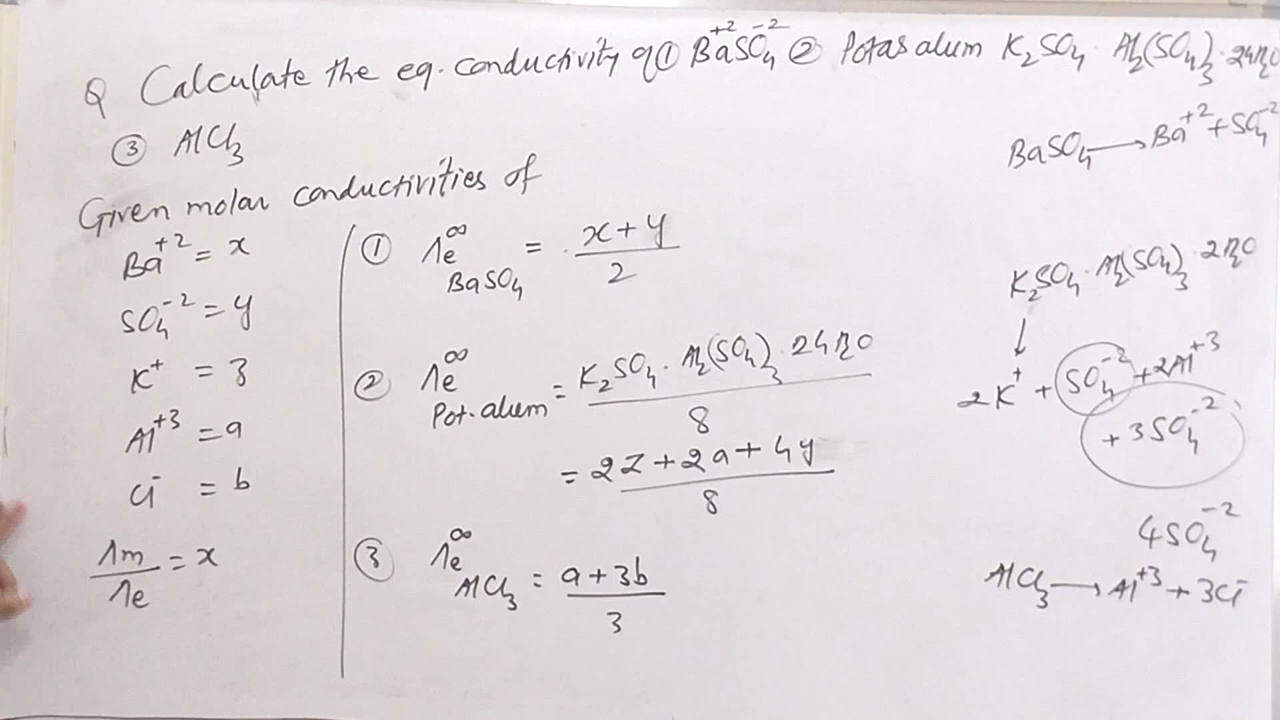 Q Calculate the eq. conductivity of ① Ba⁺²SO₄⁻² ② Potas alum K₂SO₄ · Al₂(SO₄)₃ · 24H₂O
③ AlCl₃
BaSO₄ → Ba⁺² + SO₄⁻²
Given molar conductivities of
Ba⁺² = x
SO₄⁻² = y
K⁺ = z
Al⁺³ = a
Cl⁻ = b
Λm / Λe = x
① Λe^∞ BaSO₄ = x + y / 2
② Λe^∞ Pot. alum = K₂SO₄ · Al₂(SO₄)₃ 24H₂O / 8
= 2z + 2a + 4y / 8
③ Λe^∞ AlCl₃ = a + 3b / 3
K₂SO₄ · Al₂(SO₄)₃ 2H₂O
↓
2K⁺ + SO₄⁻² + 2Al⁺³
+ 3SO₄⁻²
4SO₄⁻²
AlCl₃ → Al⁺³ + 3Cl⁻